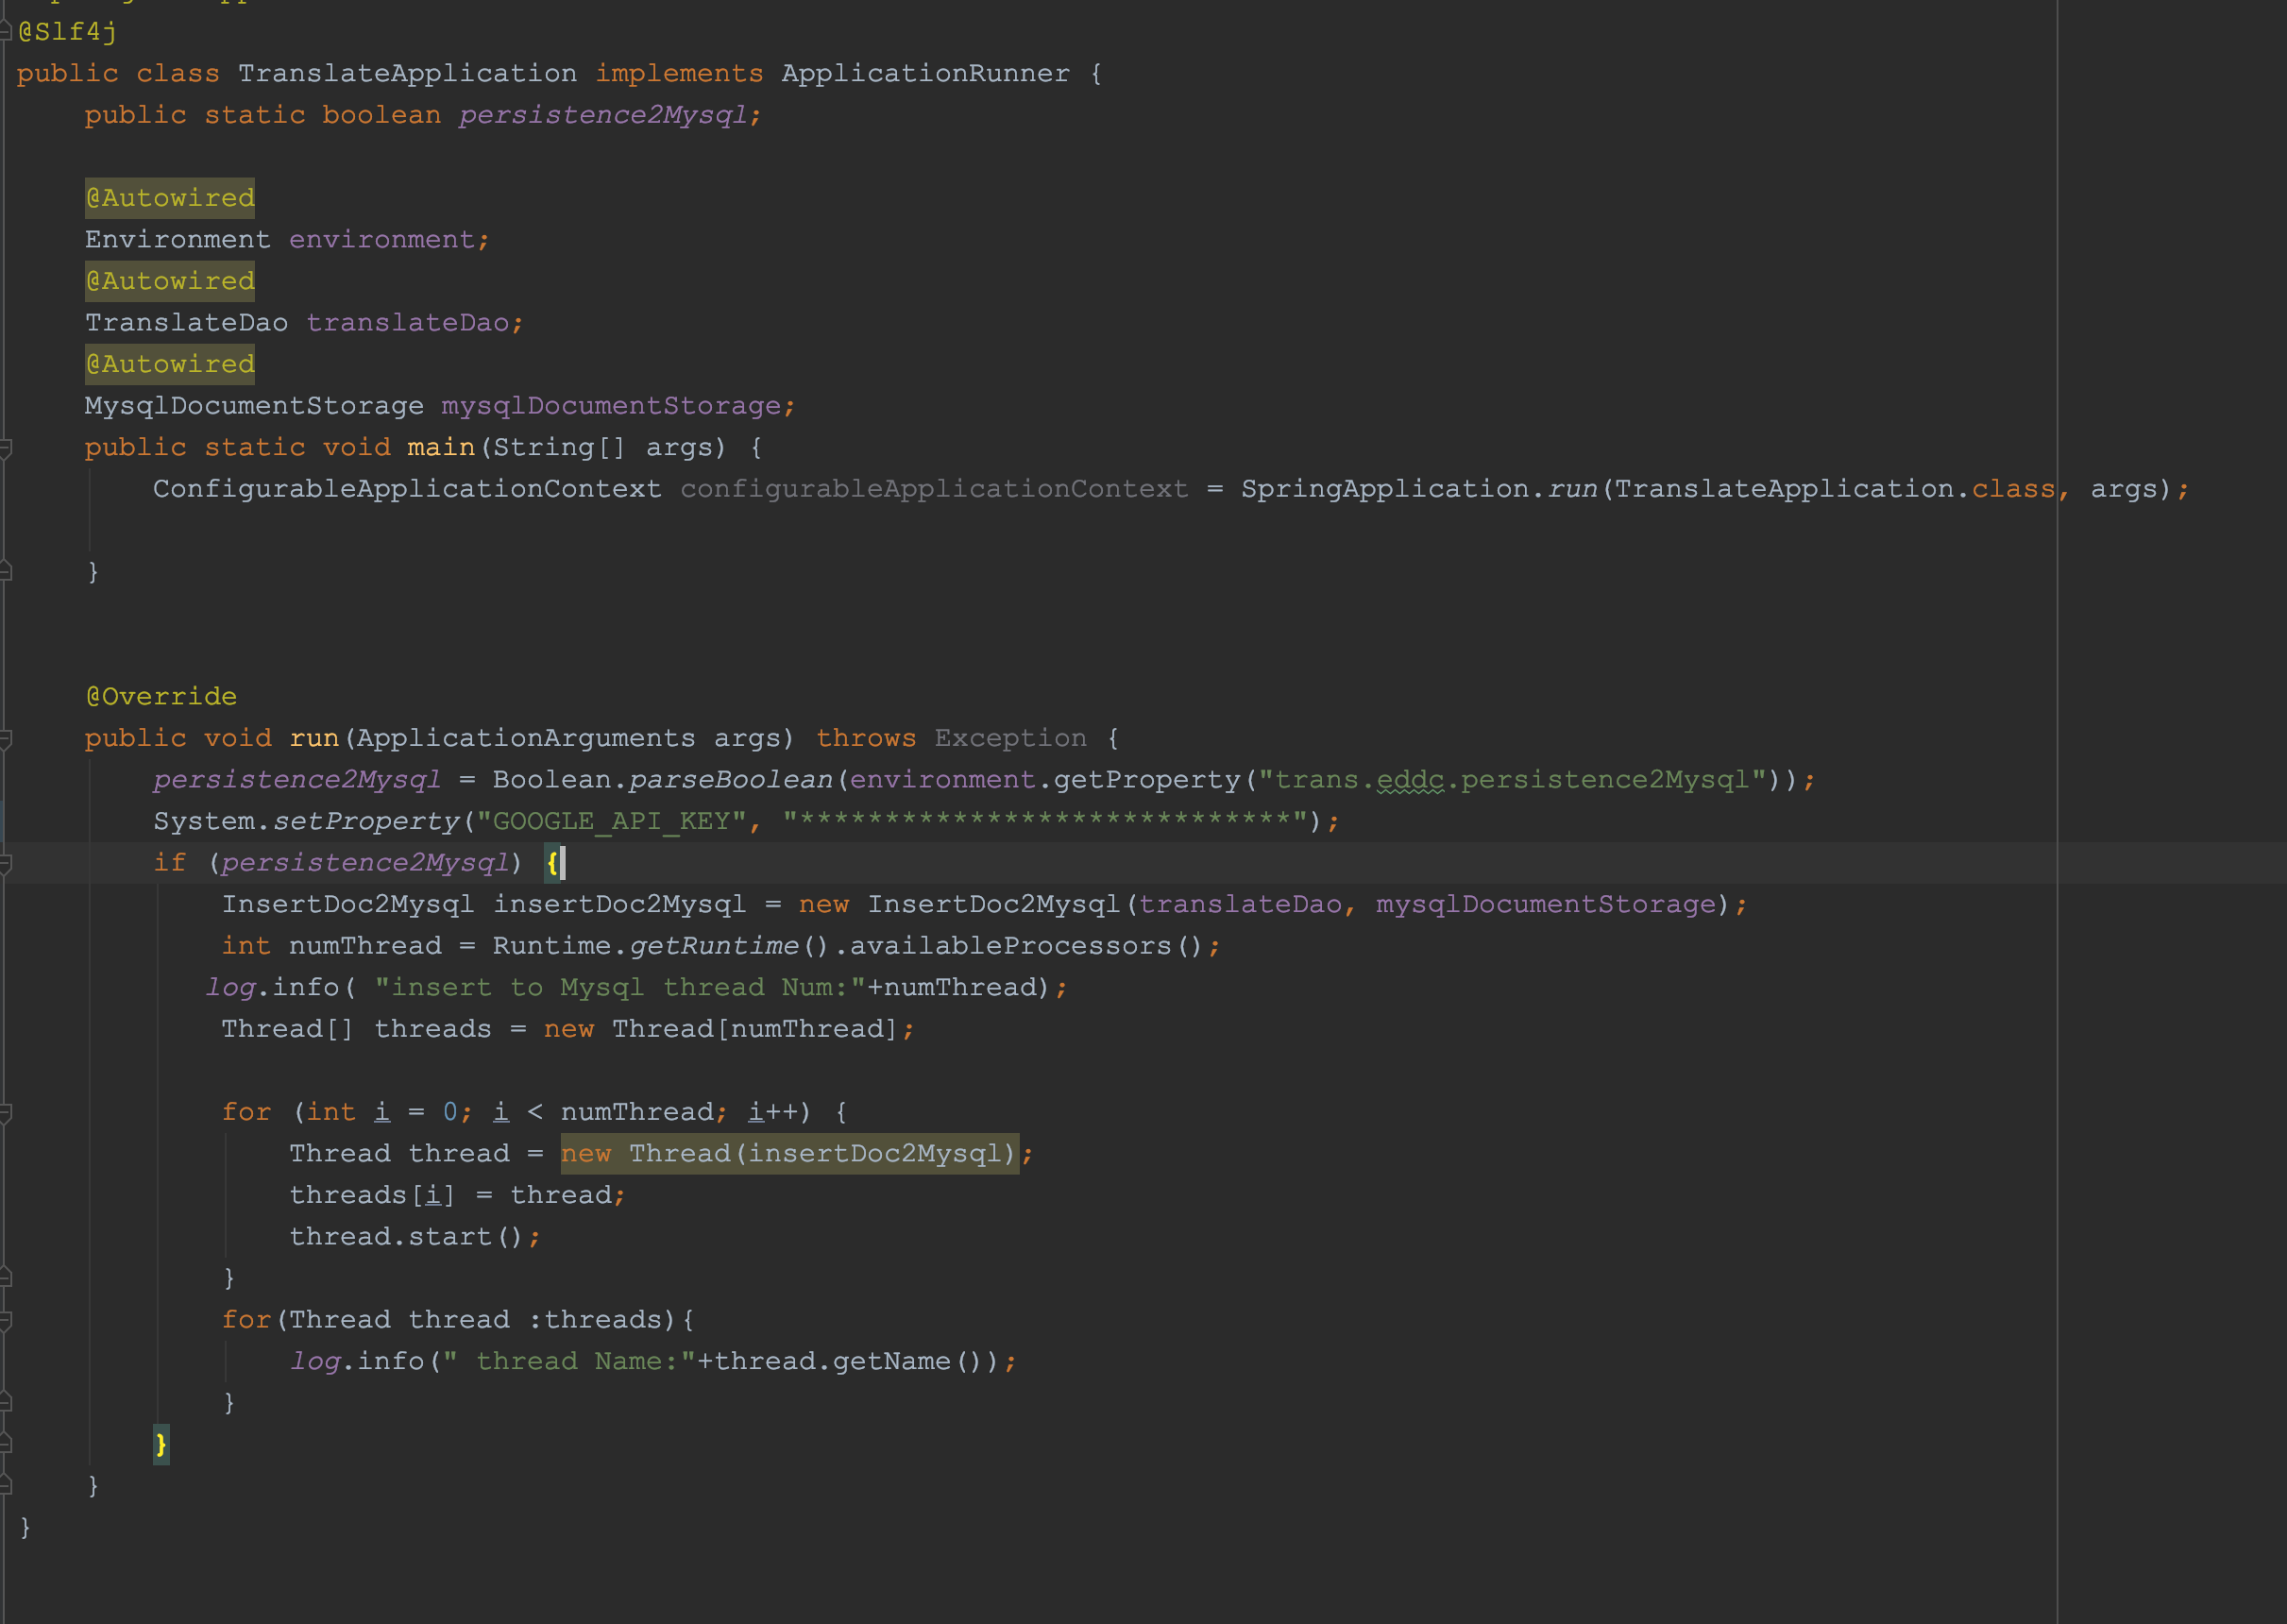 @Slf4j
public class TranslateApplication implements ApplicationRunner {
    public static boolean persistence2Mysql;
    @Autowired
    Environment environment;
    @Autowired
    TranslateDao translateDao;
    @Autowired
    MysqlDocumentStorage mysqlDocumentStorage;
    public static void main(String[] args) {
        ConfigurableApplicationContext configurableApplicationContext = SpringApplication.run(TranslateApplication.class, args);
    }
    @Override
    public void run(ApplicationArguments args) throws Exception {
        persistence2Mysql = Boolean.parseBoolean(environment.getProperty("trans.eddc.persistence2Mysql"));
        System.setProperty("GOOGLE_API_KEY", "*****************************");
        if (persistence2Mysql) {
            InsertDoc2Mysql insertDoc2Mysql = new InsertDoc2Mysql(translateDao, mysqlDocumentStorage);
            int numThread = Runtime.getRuntime().availableProcessors();
           log.info( "insert to Mysql thread Num:"+numThread);
            Thread[] threads = new Thread[numThread];
            for (int i = 0; i < numThread; i++) {
                Thread thread = new Thread(insertDoc2Mysql);
                threads[i] = thread;
                thread.start();
            }
            for(Thread thread :threads){
                log.info(" thread Name:"+thread.getName());
            }
        }
    }
}